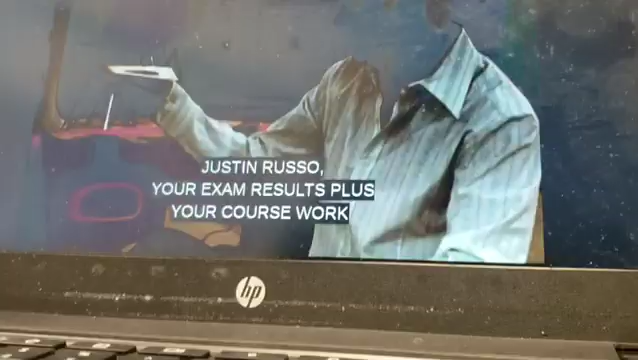 JUSTIN RUSSO,
YOUR EXAM RESULTS PLUS
YOUR COURSE WORK
hp